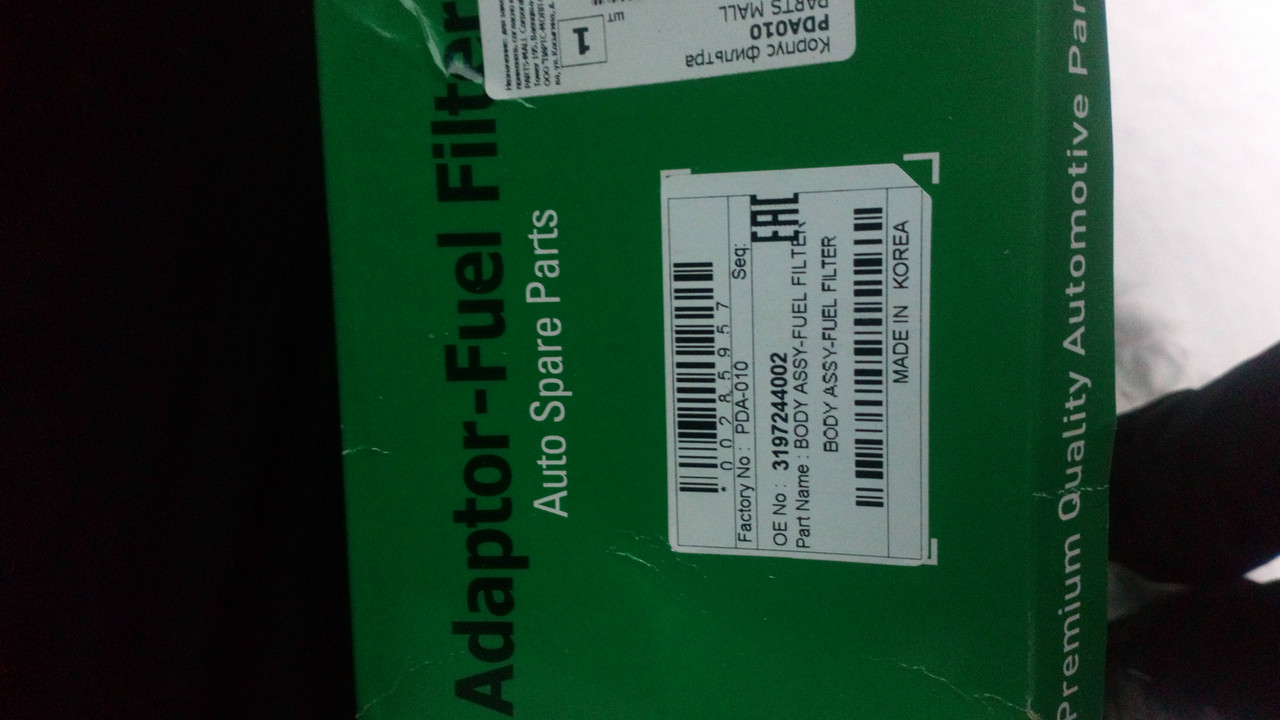 Adaptor-Fuel Filter
Auto Spare Parts
*00285957
Factory No : PDA-010 Seq:
EAC
OE No : 3197244002
Part Name : BODY ASSY-FUEL FILTER
BODY ASSY-FUEL FILTER
MADE IN KOREA
Premium Quality Automotive Par
Корпус фильтра
PDA010
PARTS MALL
1
шт